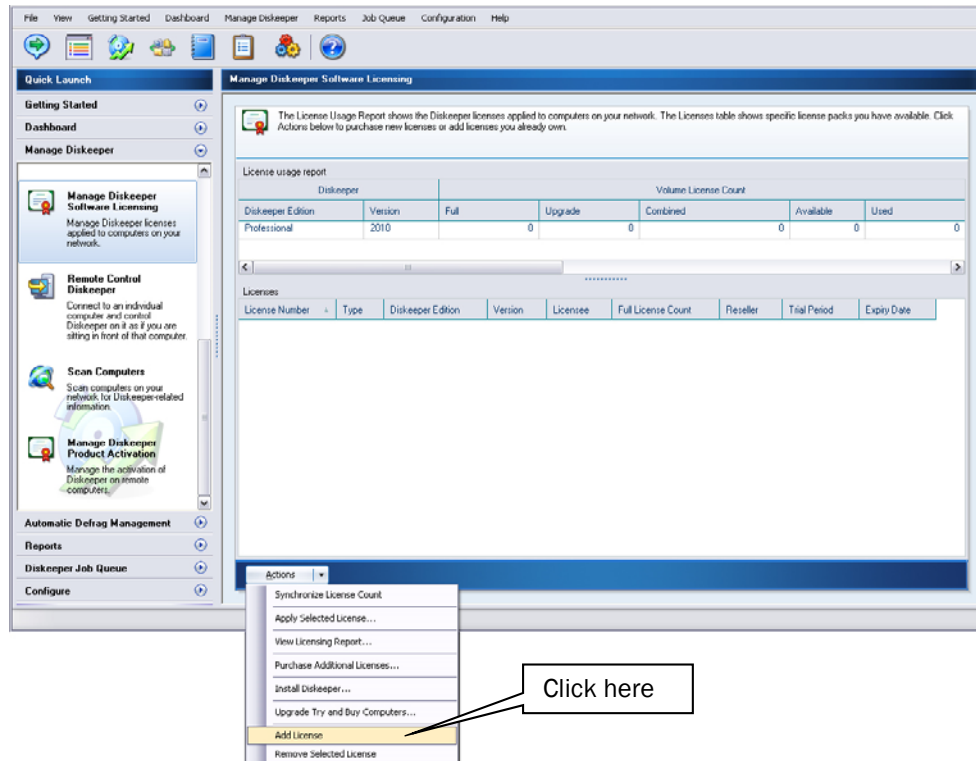 File View Getting Started Dashboard Manage Diskeeper Reports Job Queue Configuration Help
Quick Launch
Getting Started
Dashboard
Manage Diskeeper
Manage Diskeeper
Software Licensing
Manage Diskeeper licenses
applied to computers on your
network.
Remote Control
Diskeeper
Connect to an individual
computer and control
Diskeeper on it as if you are
sitting in front of that computer.
Scan Computers
Scan computers on your
network for Diskeeper-related
information.
Manage Diskeeper
Product Activation
Manage the activation of
Diskeeper on remote
computers.
Automatic Defrag Management
Reports
Diskeeper Job Queue
Configure
Manage Diskeeper Software Licensing
The License Usage Report shows the Diskeeper licenses applied to computers on your network. The Licenses table shows specific license packs you have available. Click
Actions below to purchase new licenses or add licenses you already own.
License usage report
Diskeeper Volume License Count
Diskeeper Edition Version Full Upgrade Combined Available Used
Professional 2010 0 0 0 0 0
Licenses
License Number Type Diskeeper Edition Version Licensee Full License Count Reseller Trial Period Expiry Date
Actions
Synchronize License Count
Apply Selected License...
View Licensing Report...
Purchase Additional Licenses...
Install Diskeeper...
Upgrade Try and Buy Computers...
Add License
Remove Selected License
Click here